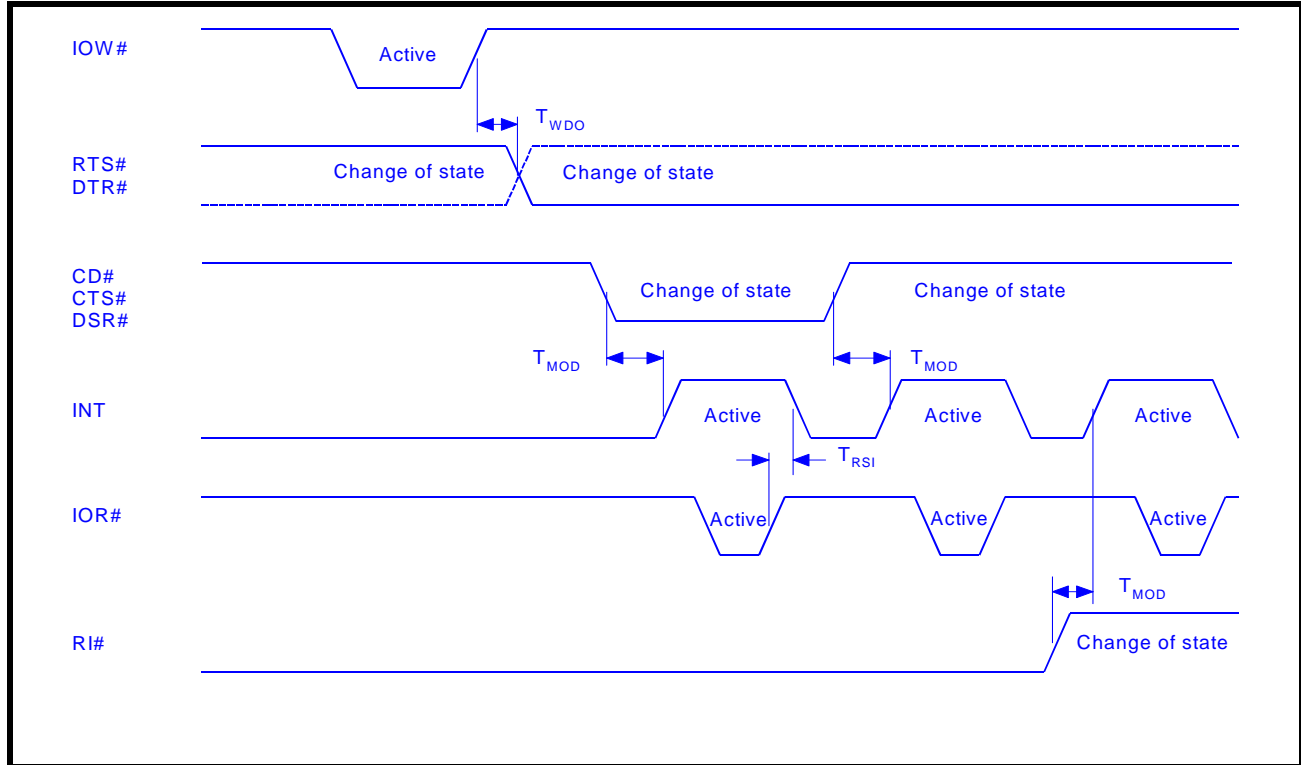 IOW#
Active
TWDO
RTS#
DTR#
Change of state
Change of state
CD#
CTS#
DSR#
Change of state
Change of state
TMOD
TMOD
INT
Active
Active
Active
TRSI
IOR#
Active
Active
Active
TMOD
RI#
Change of state